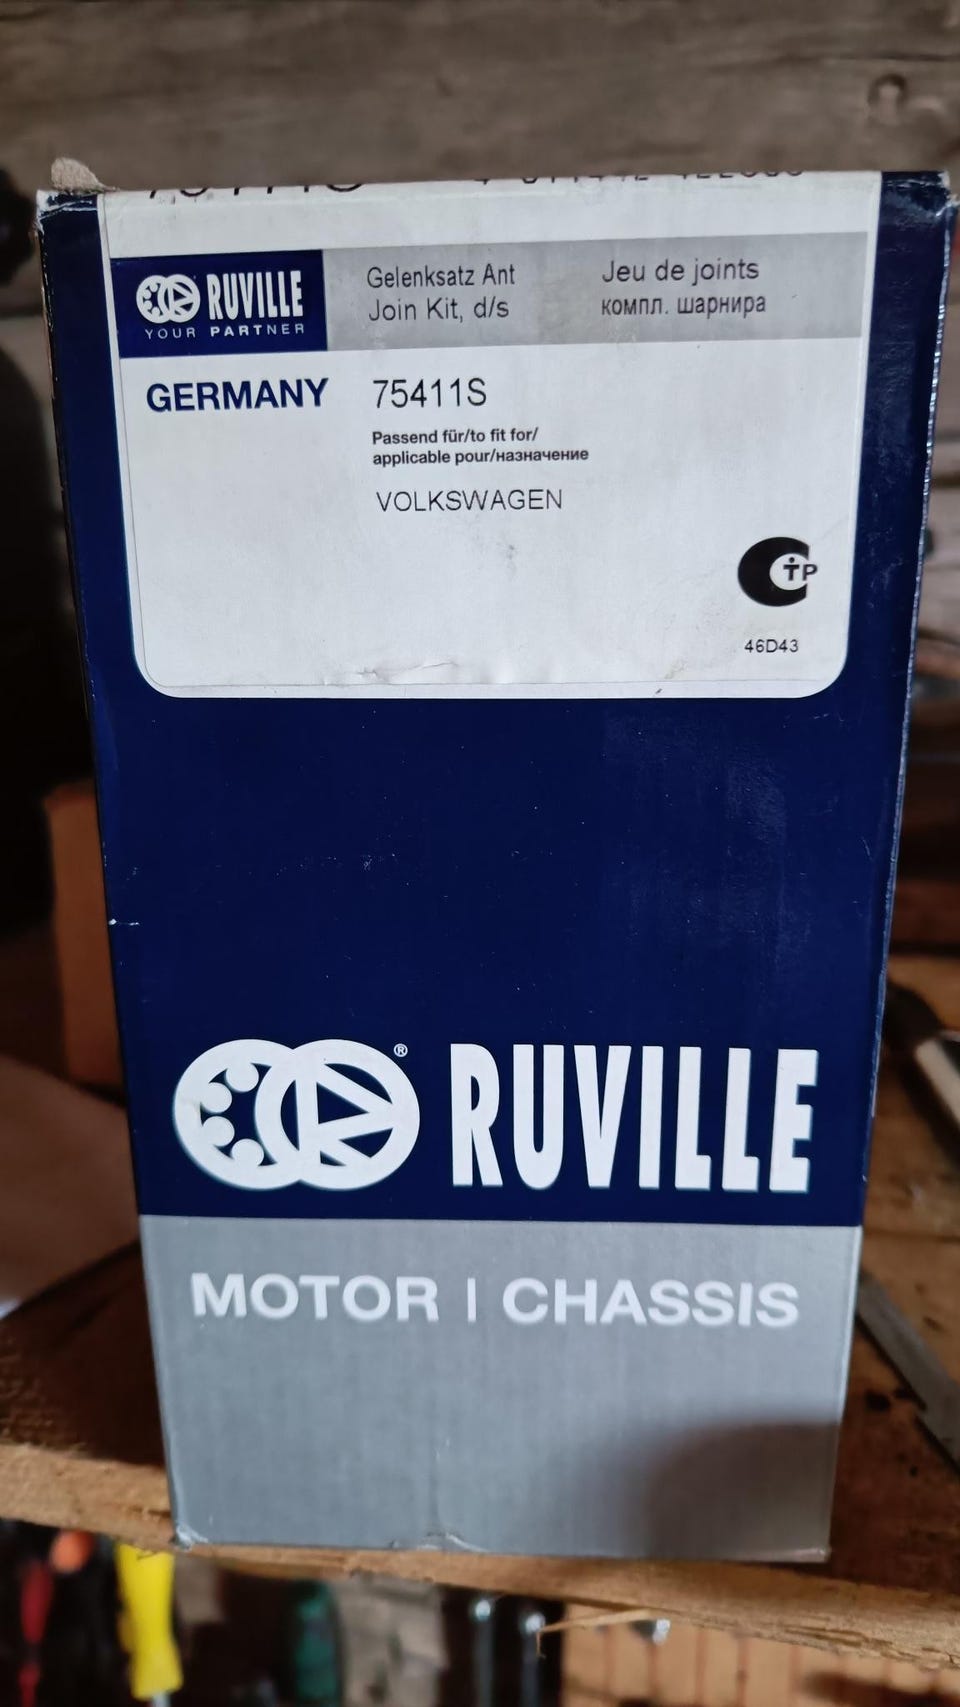 RUVILLE
YOUR PARTNER
Gelenksatz Ant
Join Kit, d/s
Jeu de joints
компл. шарнира
GERMANY
75411S
Passend für/to fit for/
applicable pour/назначение
VOLKSWAGEN
СТР
46D43
® RUVILLE
MOTOR | CHASSIS